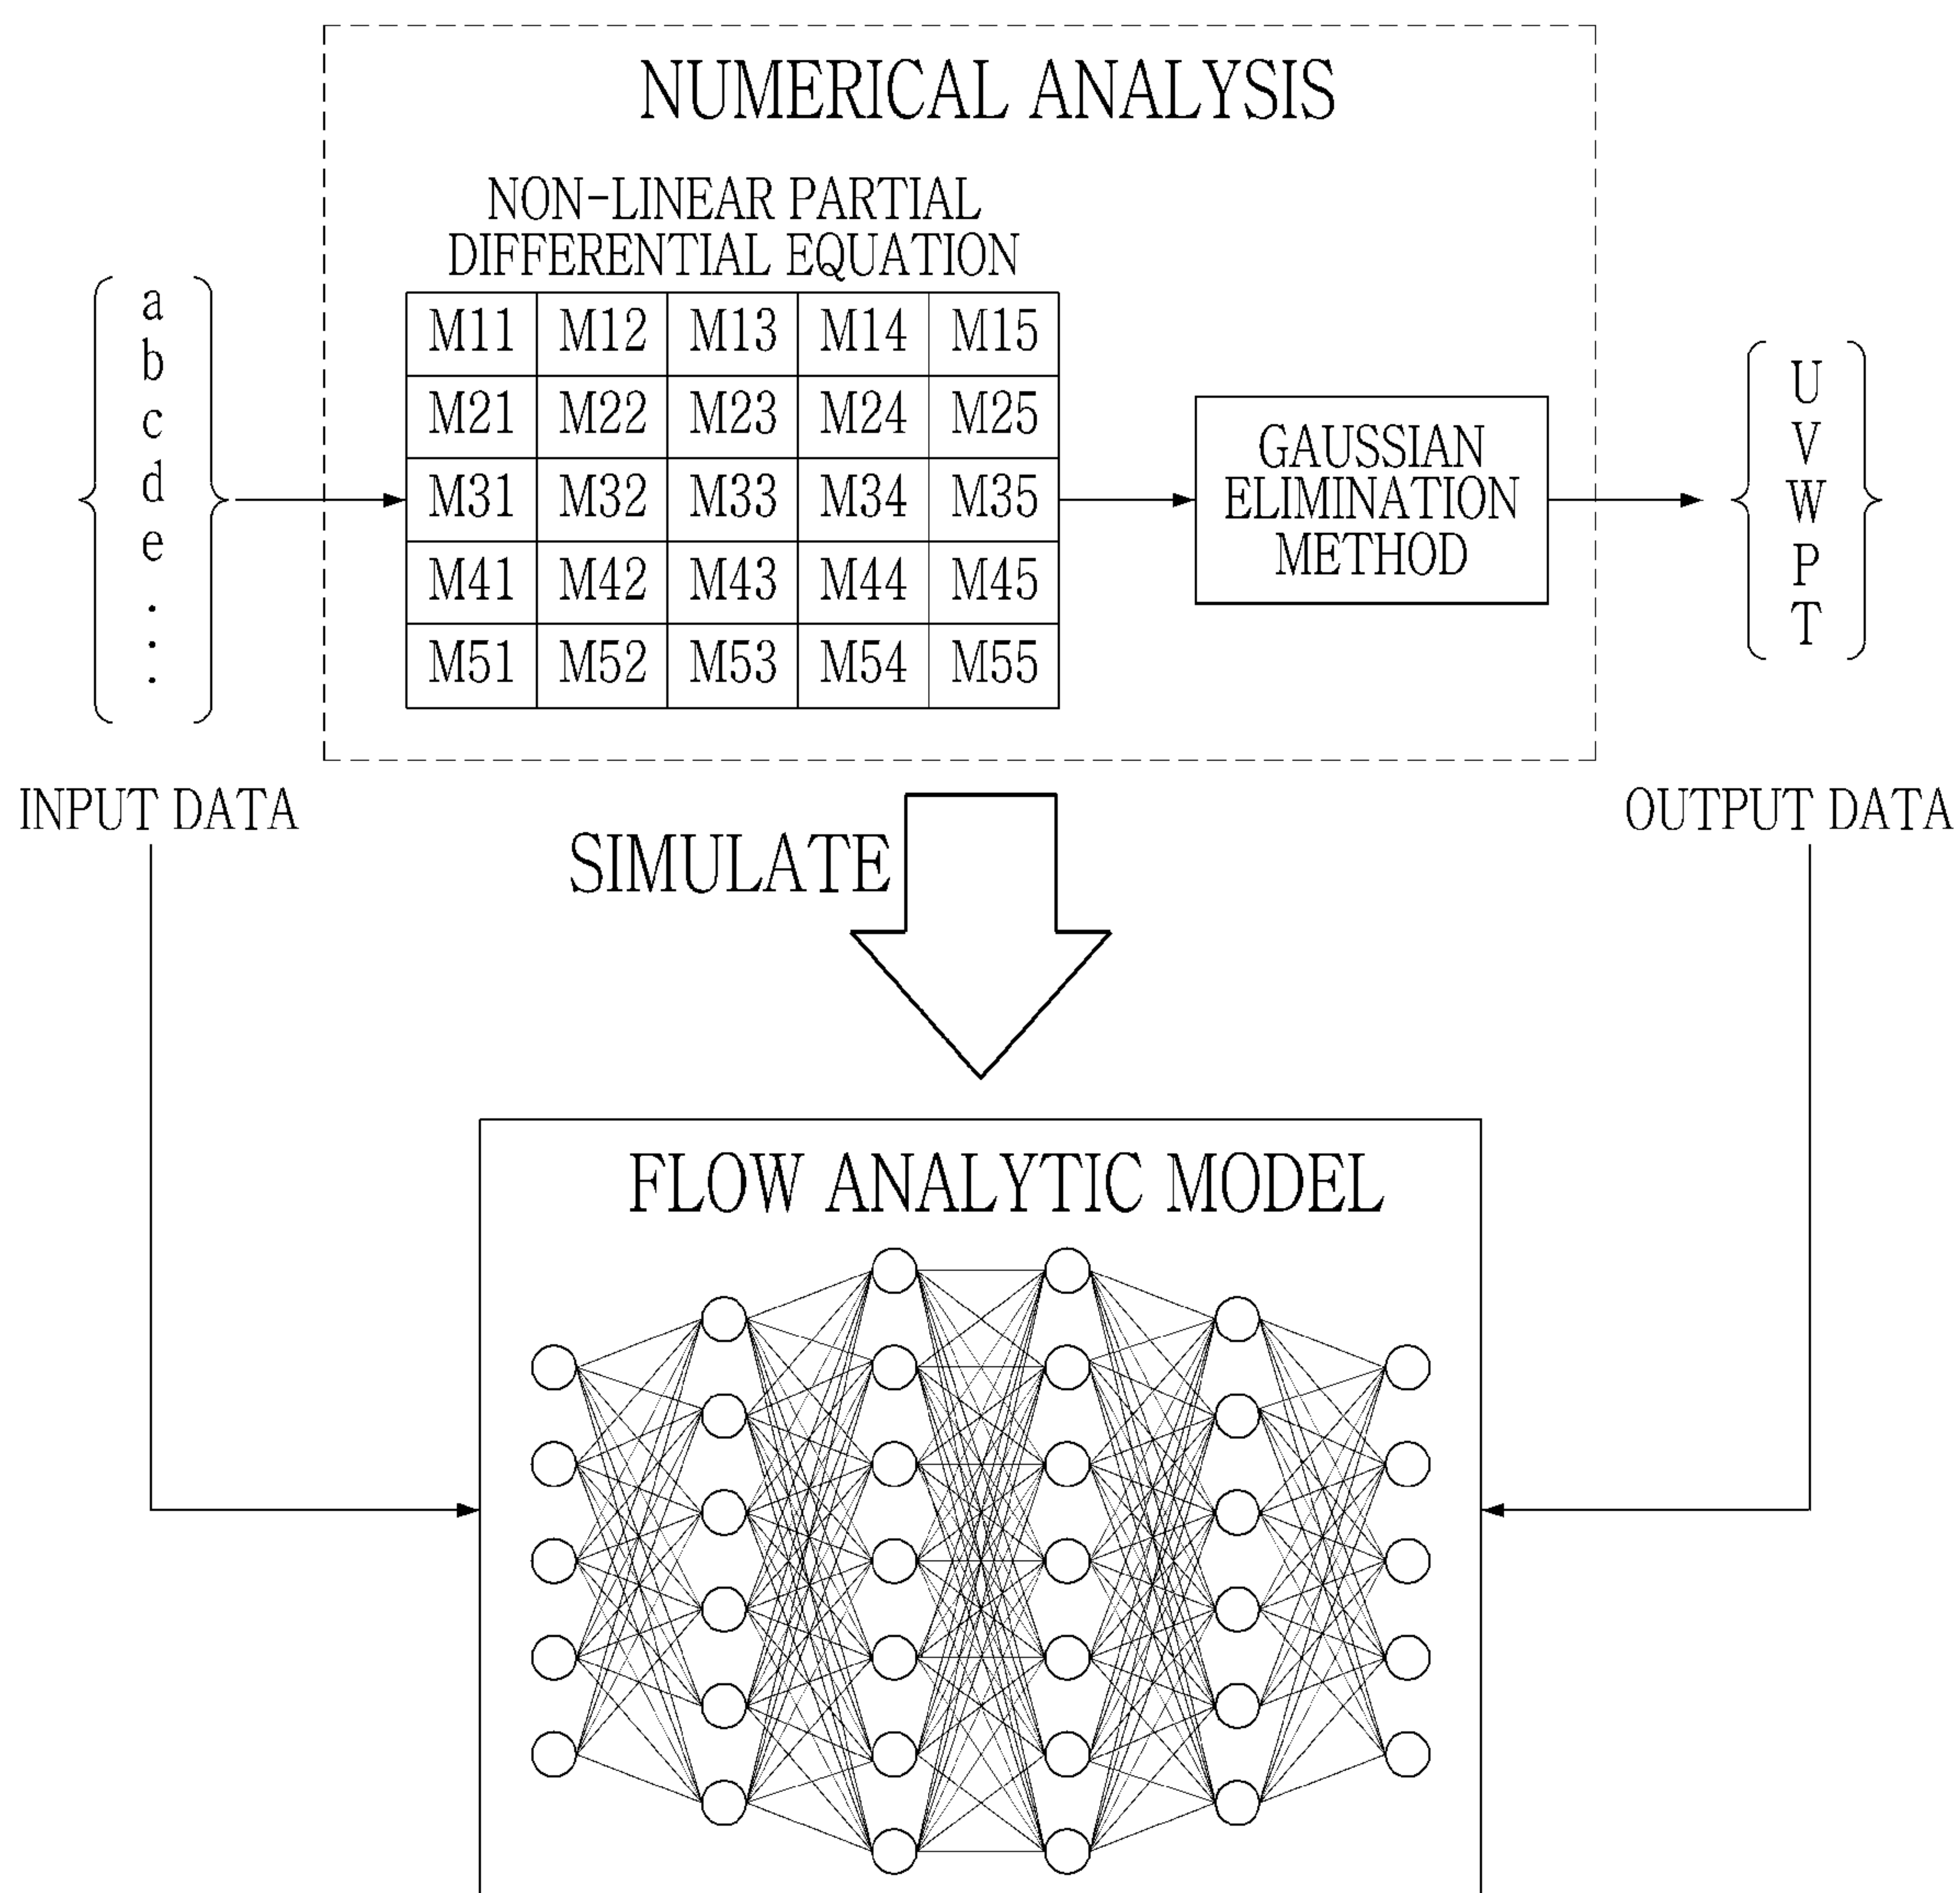 NUMERICAL ANALYSIS
NON-LINEAR PARTIAL
DIFFERENTIAL EQUATION
a
b
c
d
e
.
.
.
M11 M12 M13 M14 M15
M21 M22 M23 M24 M25
M31 M32 M33 M34 M35
M41 M42 M43 M44 M45
M51 M52 M53 M54 M55
GAUSSIAN
ELIMINATION
METHOD
U
V
W
P
T
INPUT DATA
OUTPUT DATA
SIMULATE
FLOW ANALYTIC MODEL